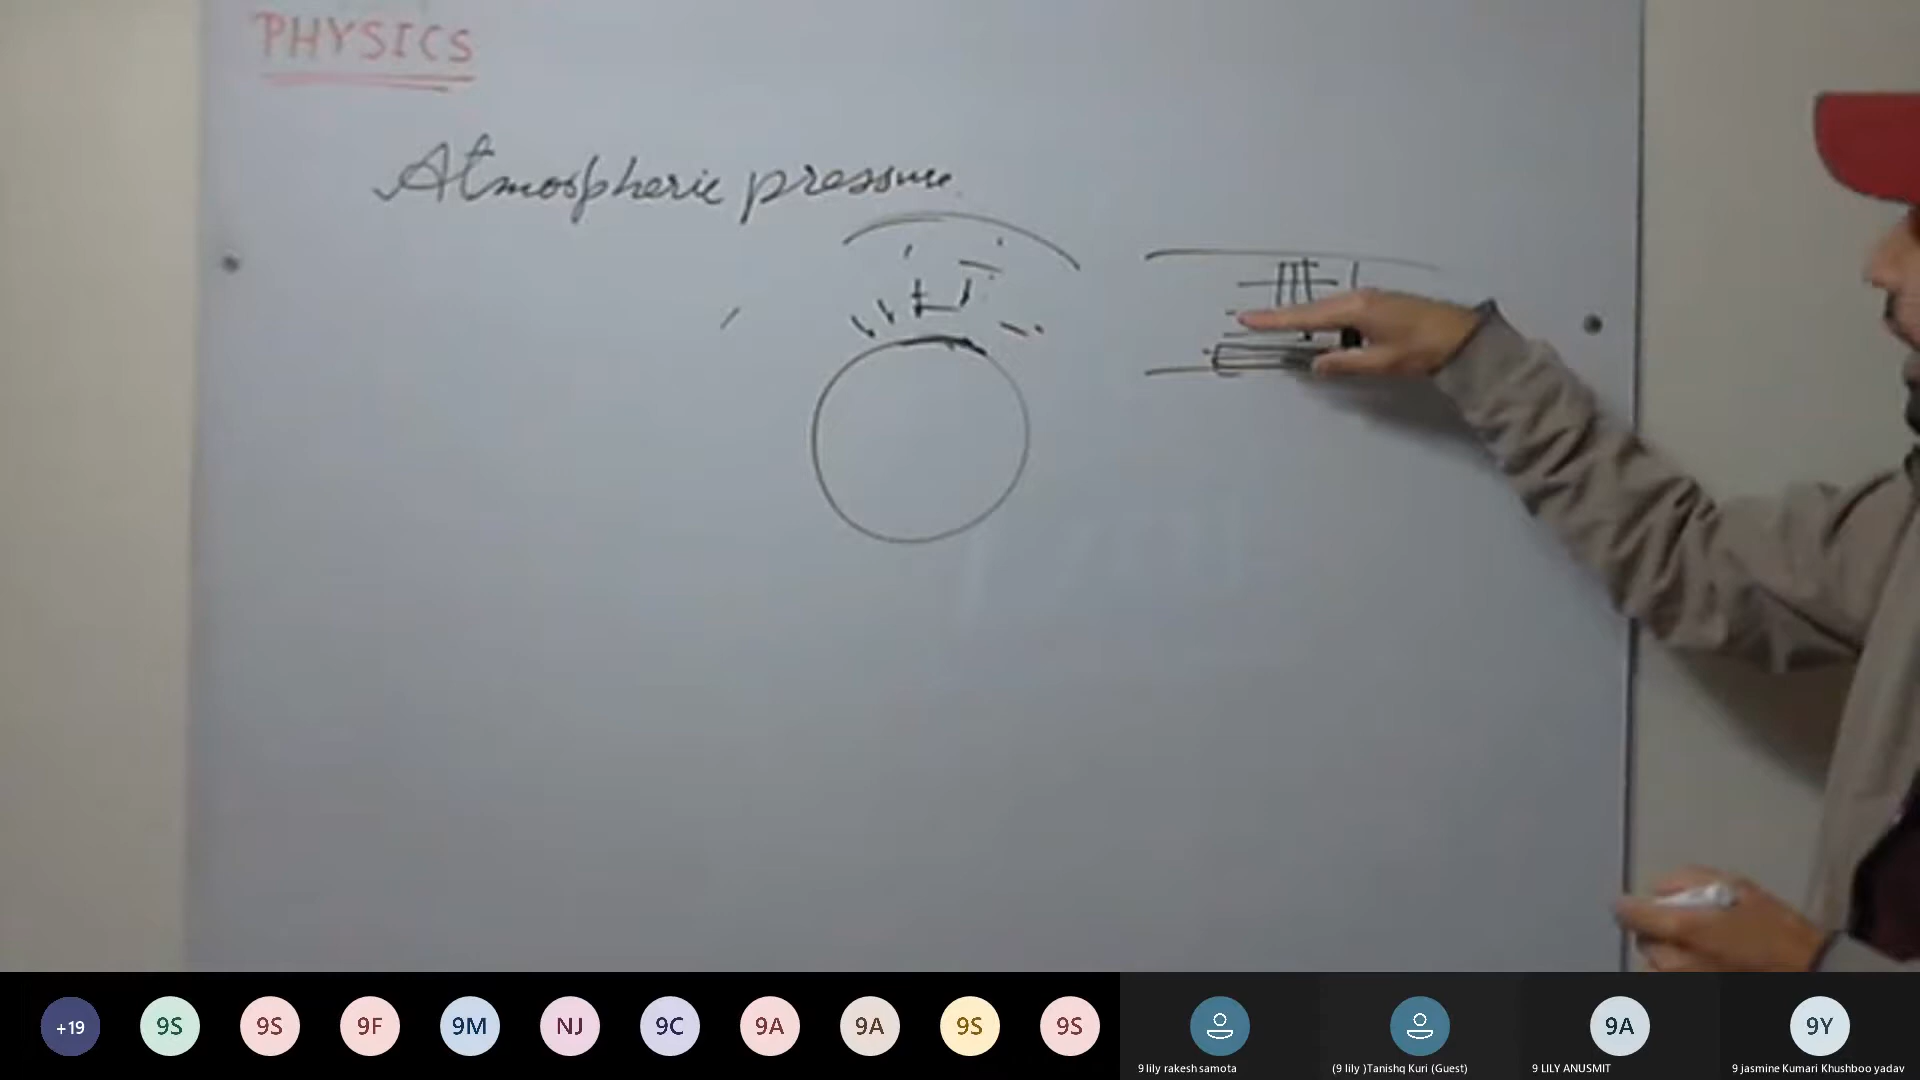 PHYSICS
Atmospheric pressure
+19
9S
9S
9F
9M
NJ
9C
9A
9A
9S
9S
9A
9Y
9 lily rakesh samota
(9 lily )Tanishq Kuri (Guest)
9 LILY ANUSMIT
9 jasmine Kumari Khushboo yadav